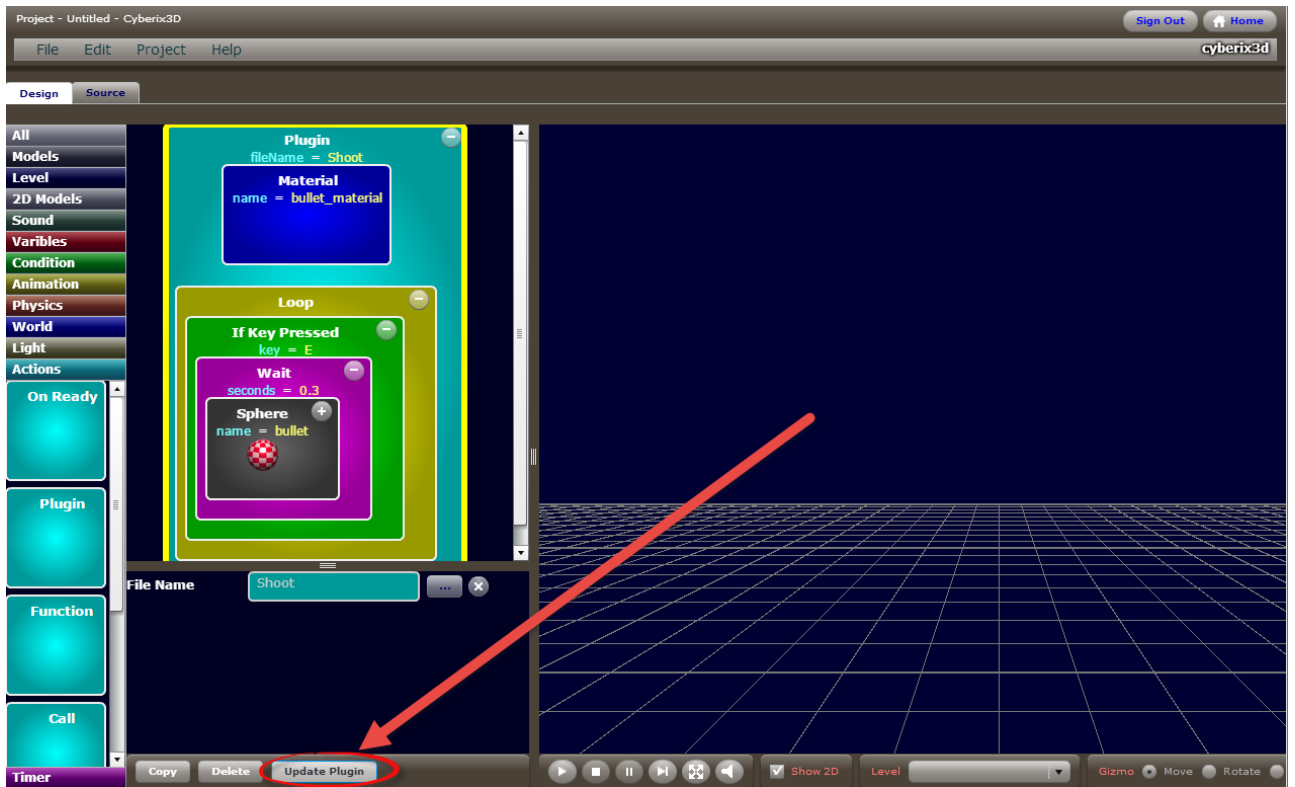 Project - Untitled - Cyberix3D
Sign Out
Home
File Edit Project Help
cyberix3d
Design Source
All
Models
Level
2D Models
Sound
Varibles
Condition
Animation
Physics
World
Light
Actions
On Ready
Plugin
Function
Call
Timer
Plugin
fileName = Shoot
Material
name = bullet_material
Loop
If Key Pressed
key = E
Wait
seconds = 0.3
Sphere
name = bullet
File Name Shoot ...
Copy Delete Update Plugin
Show 2D Level Gizmo Move Rotate